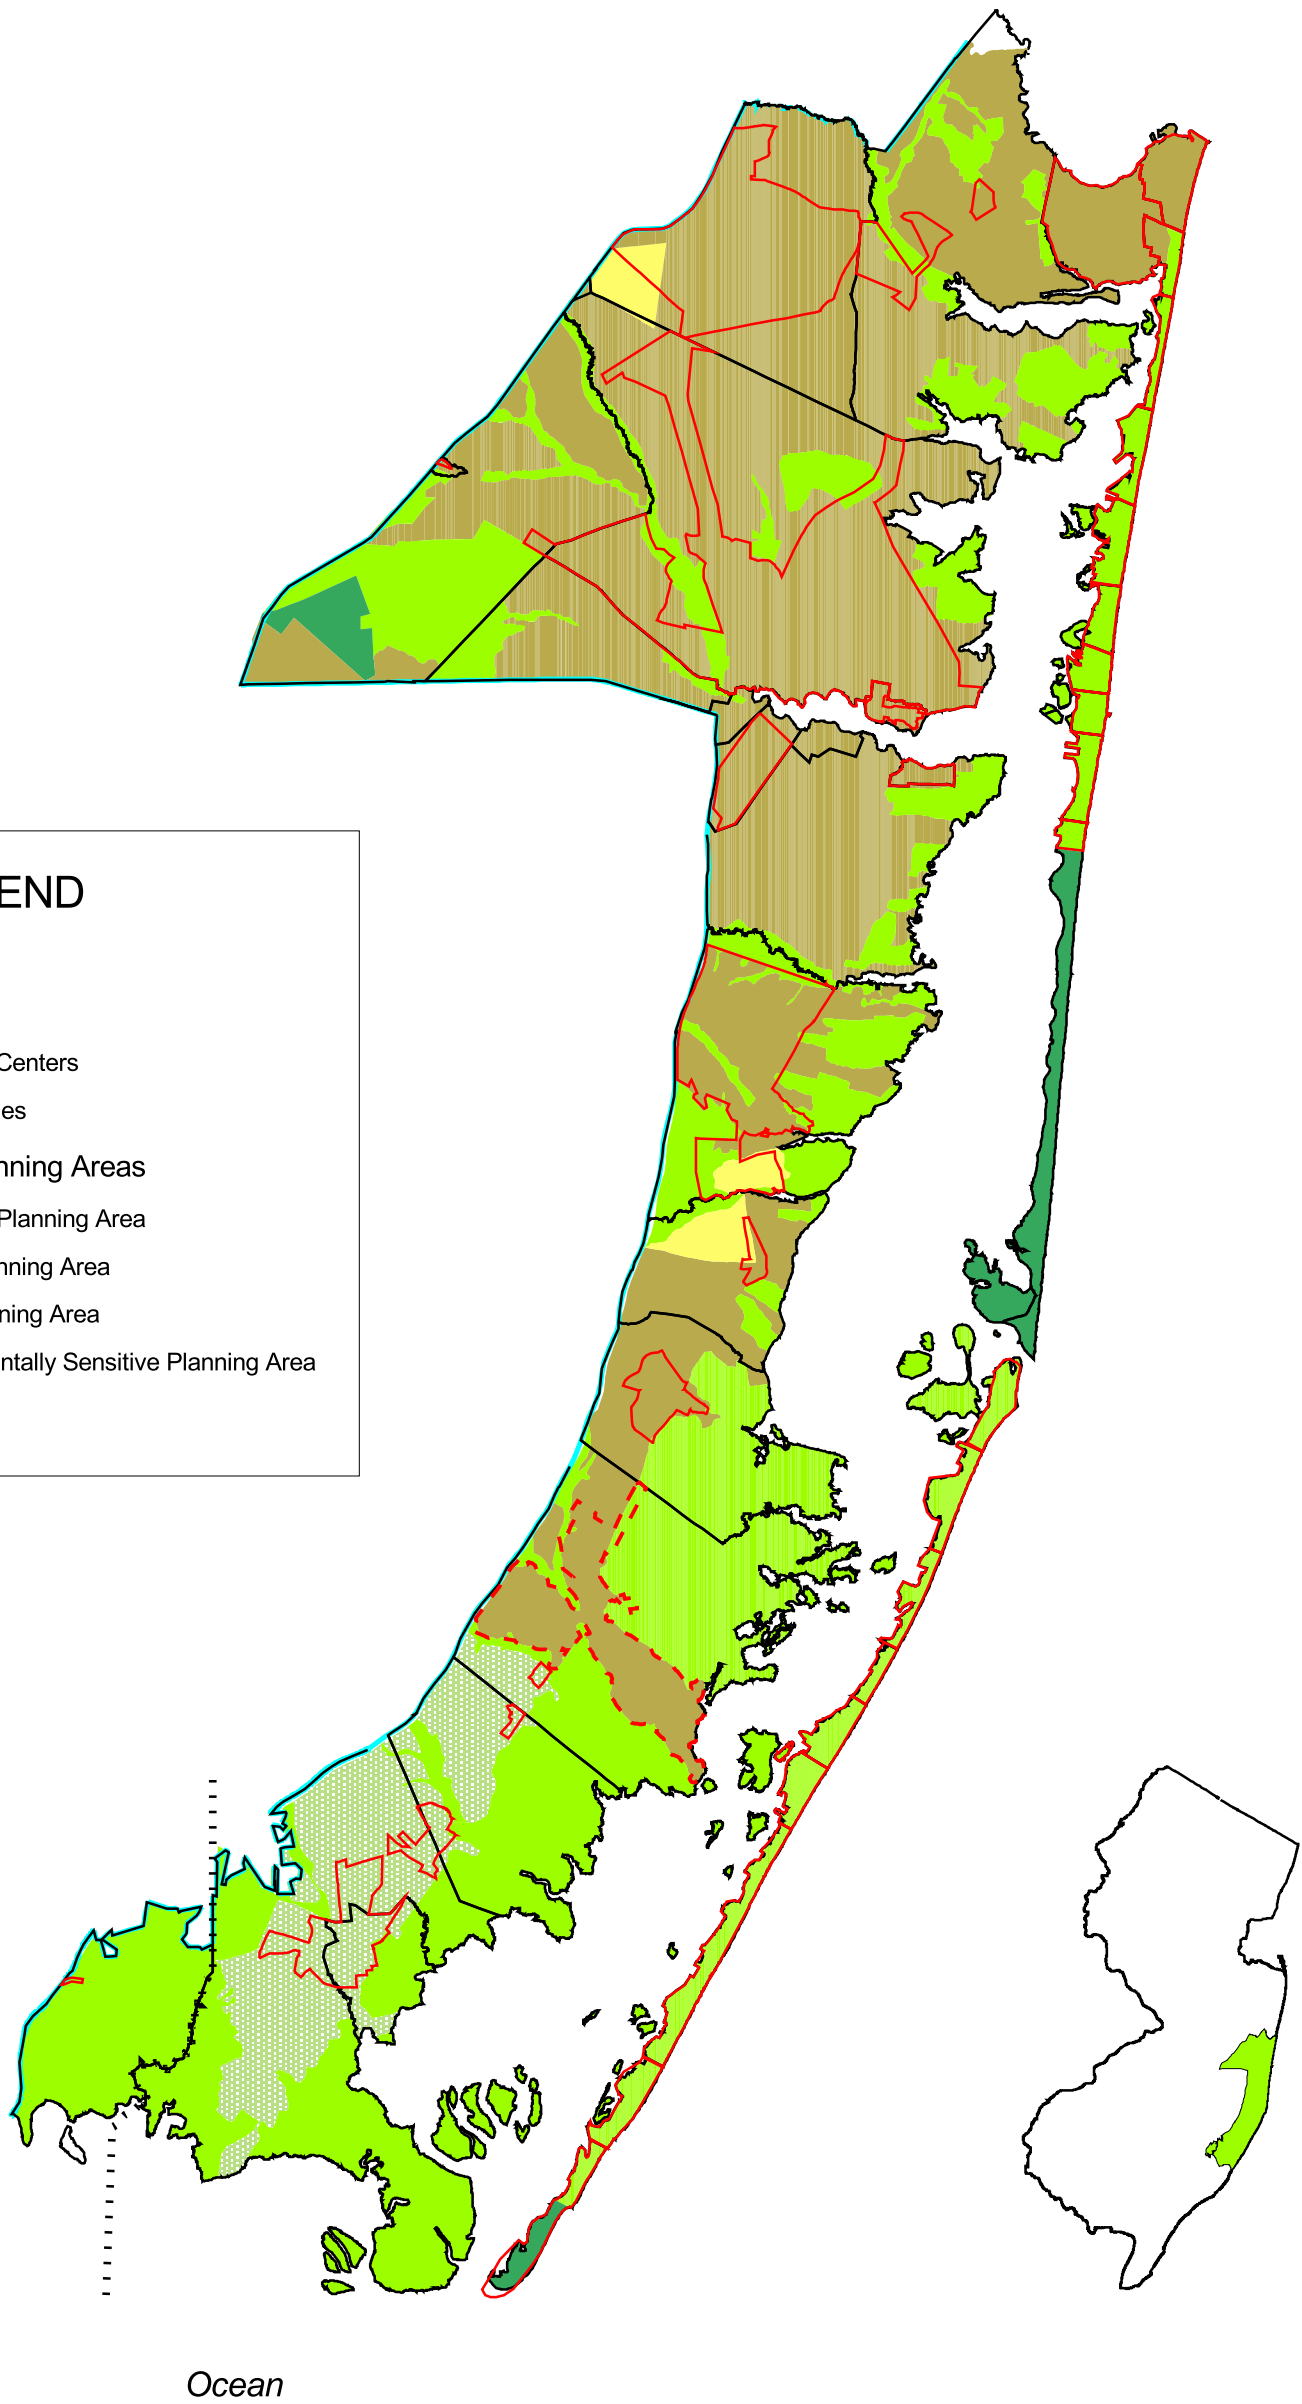 END
Centers
es
nning Areas
Planning Area
nning Area
ning Area
ntally Sensitive Planning Area
Ocean